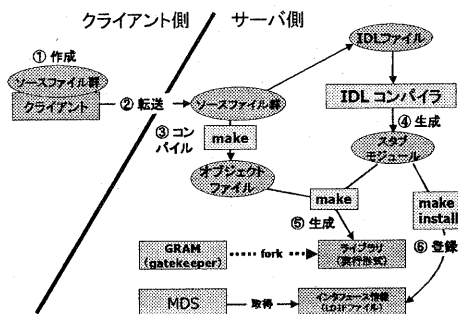 クライアント側
サーバ側
① 作成
ソースファイル群
クライアント
② 転送
ソースファイル群
IDLファイル
IDL コンパイラ
③ コン
パイル
make
④ 生成
スタブ
モジュール
オブジェクト
ファイル
make
make
install
⑤ 生成
⑥ 登録
GRAM
(gatekeeper)
fork
ライブラリ
(実行形式)
MDS
取得
インタフェース情報
(LDIFファイル)